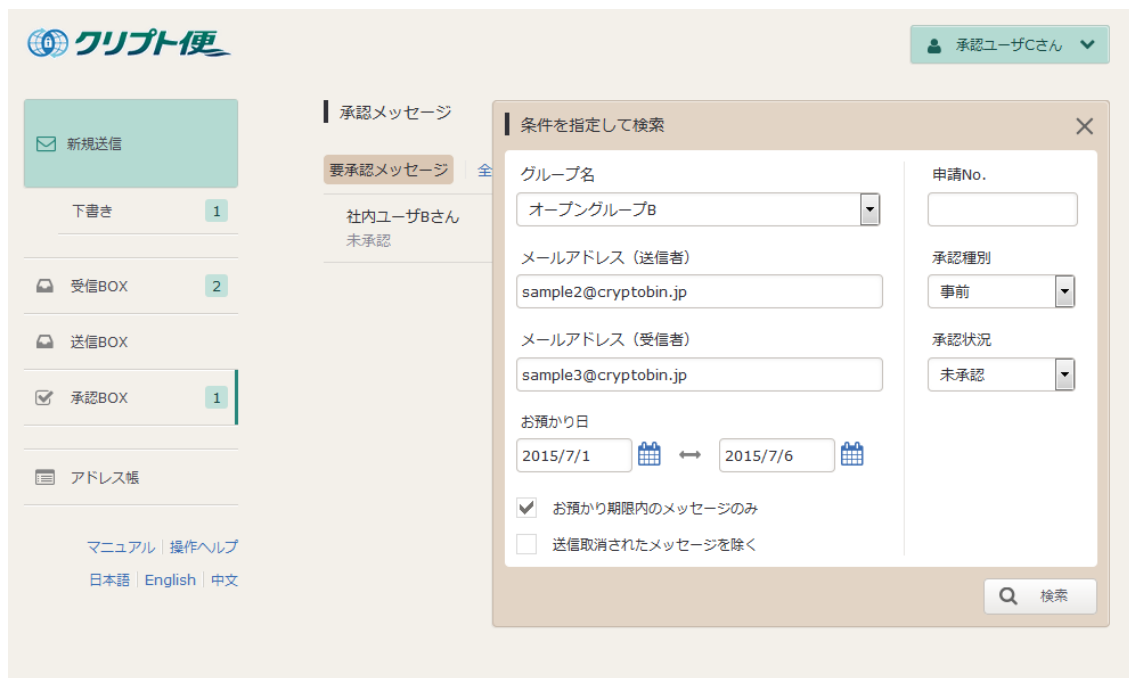 クリプト便
承認ユーザCさん
新規送信
下書き 1
受信BOX 2
送信BOX
承認BOX 1
アドレス帳
マニュアル 操作ヘルプ
日本語 English 中文
承認メッセージ
要承認メッセージ 全
社内ユーザBさん
未承認
条件を指定して検索
グループ名
オープングループB
メールアドレス（送信者）
sample2@cryptobin.jp
メールアドレス（受信者）
sample3@cryptobin.jp
お預かり日
2015/7/1 2015/7/6
お預かり期限内のメッセージのみ
送信取消されたメッセージを除く
申請No.
承認種別
事前
承認状況
未承認
検索